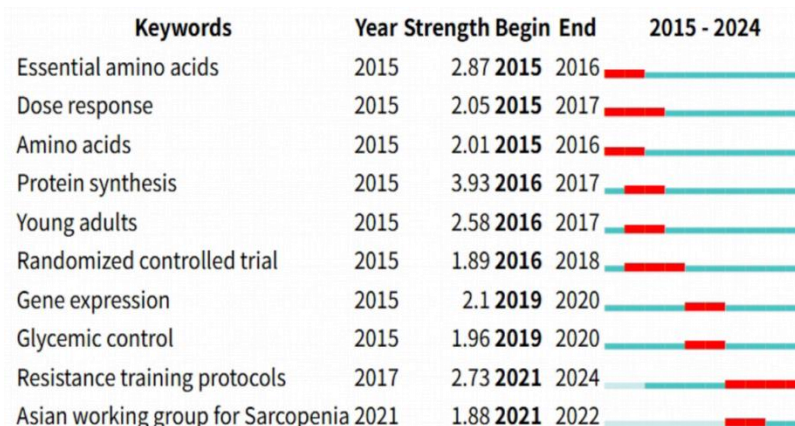 Keywords Year Strength Begin End 2015 - 2024
Essential amino acids 2015 2.87 2015 2016
Dose response 2015 2.05 2015 2017
Amino acids 2015 2.01 2015 2016
Protein synthesis 2015 3.93 2016 2017
Young adults 2015 2.58 2016 2017
Randomized controlled trial 2015 1.89 2016 2018
Gene expression 2015 2.1 2019 2020
Glycemic control 2015 1.96 2019 2020
Resistance training protocols 2017 2.73 2021 2024
Asian working group for Sarcopenia 2021 1.88 2021 2022